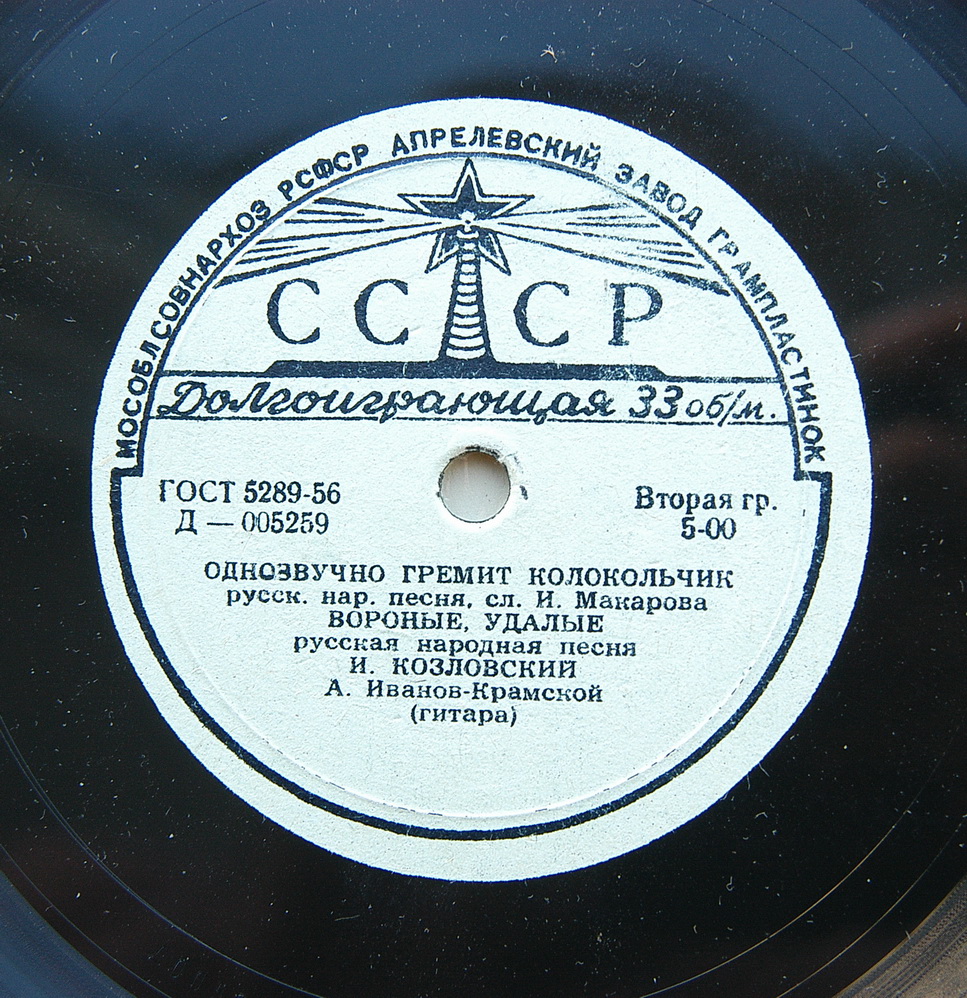 МОСОБЛСОВНАРХОЗ РСФСР АПРЕЛЕВСКИЙ ЗАВОД ГРАМПЛАСТИНОК
СССР
Долгоиграющая 33 об/м.
ГОСТ 5289-56
Д — 005259
Вторая гр.
5-00
ОДНОЗВУЧНО ГРЕМИТ КОЛОКОЛЬЧИК
русск. нар. песня, сл. И. Макарова
ВОРОНЫЕ, УДАЛЫЕ
русская народная песня
И. КОЗЛОВСКИЙ
А. Иванов-Крамской
(гитара)